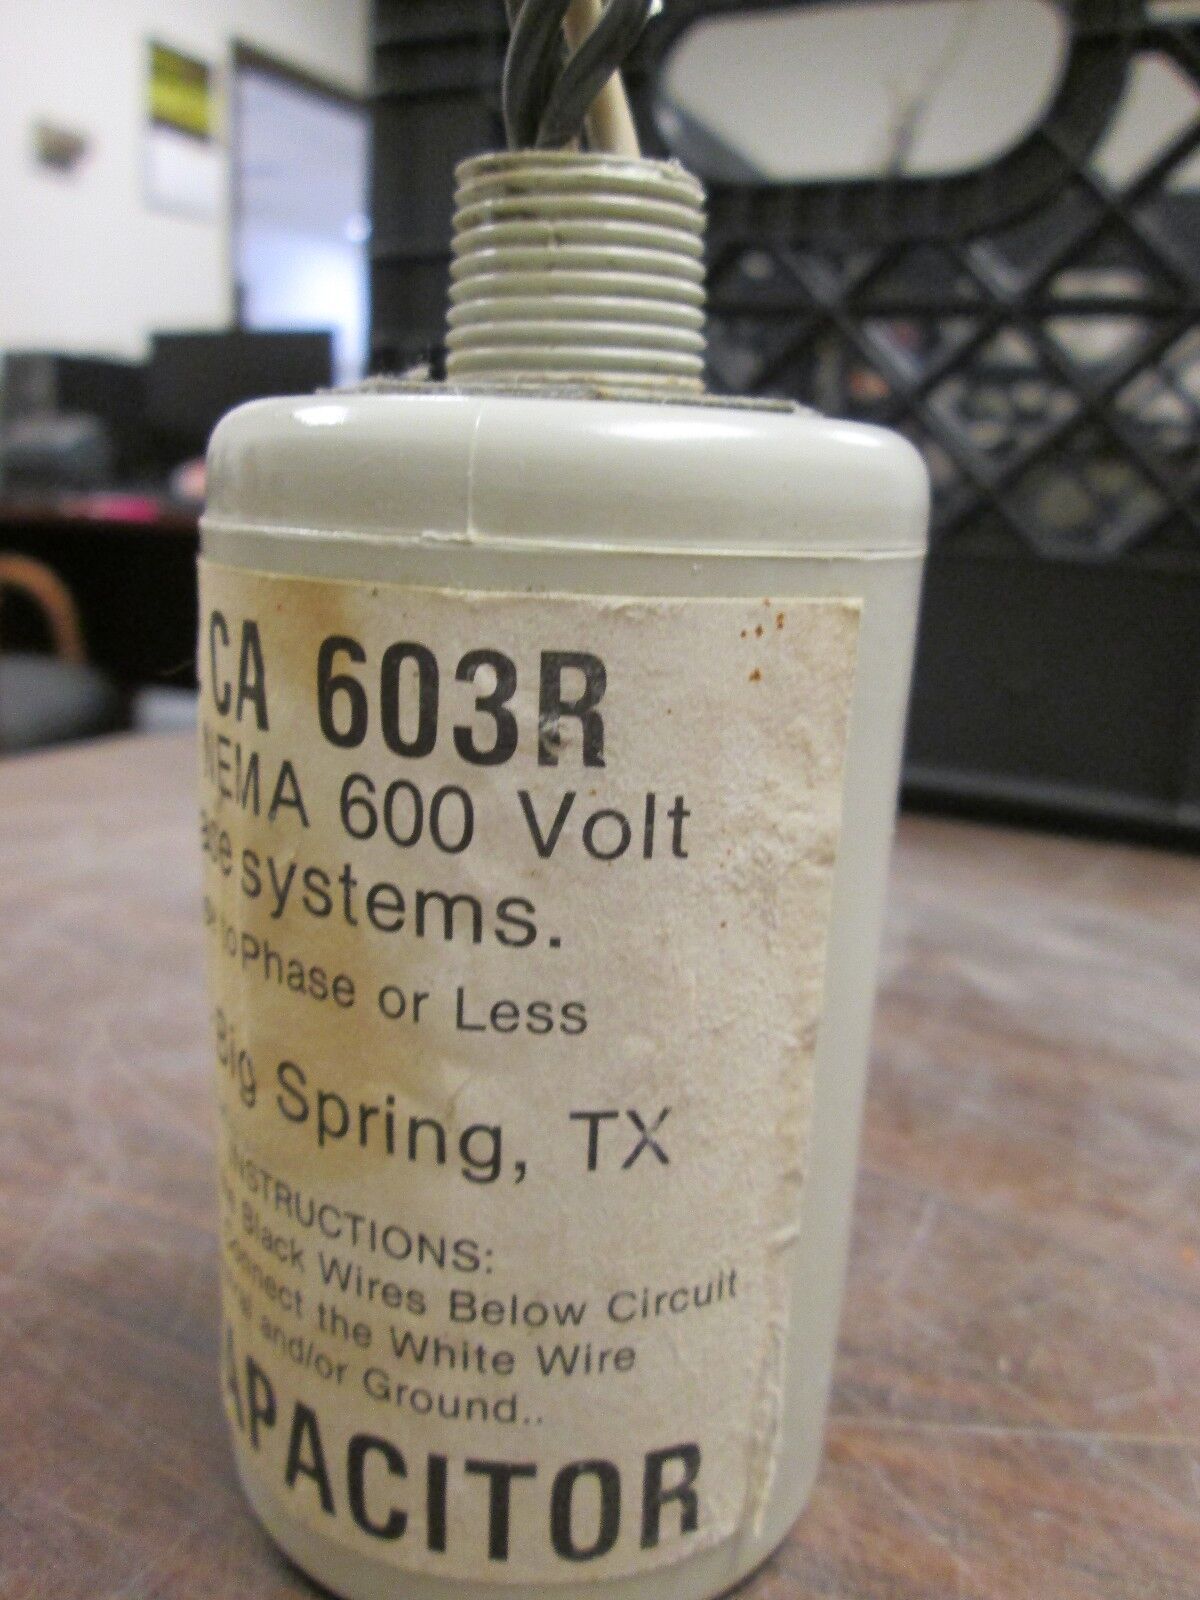 CA 603R
NEMA 600 Volt
systems.
to Phase or Less
Big Spring, TX
INSTRUCTIONS:
Black Wires Below Circuit
Connect the White Wire
and/or Ground..
APACITOR